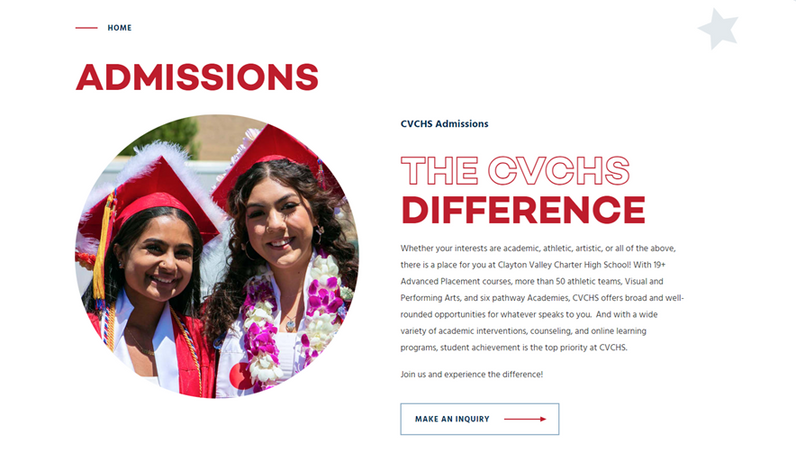 HOME
ADMISSIONS
CVCHS Admissions
THE CVCHS
DIFFERENCE
Whether your interests are academic, athletic, artistic, or all of the above,
there is a place for you at Clayton Valley Charter High School! With 19+
Advanced Placement courses, more than 50 athletic teams, Visual and
Performing Arts, and six pathway Academies, CVCHS offers broad and well-
rounded opportunities for whatever speaks to you. And with a wide
variety of academic interventions, counseling, and online learning
programs, student achievement is the top priority at CVCHS.
Join us and experience the difference!
MAKE AN INQUIRY